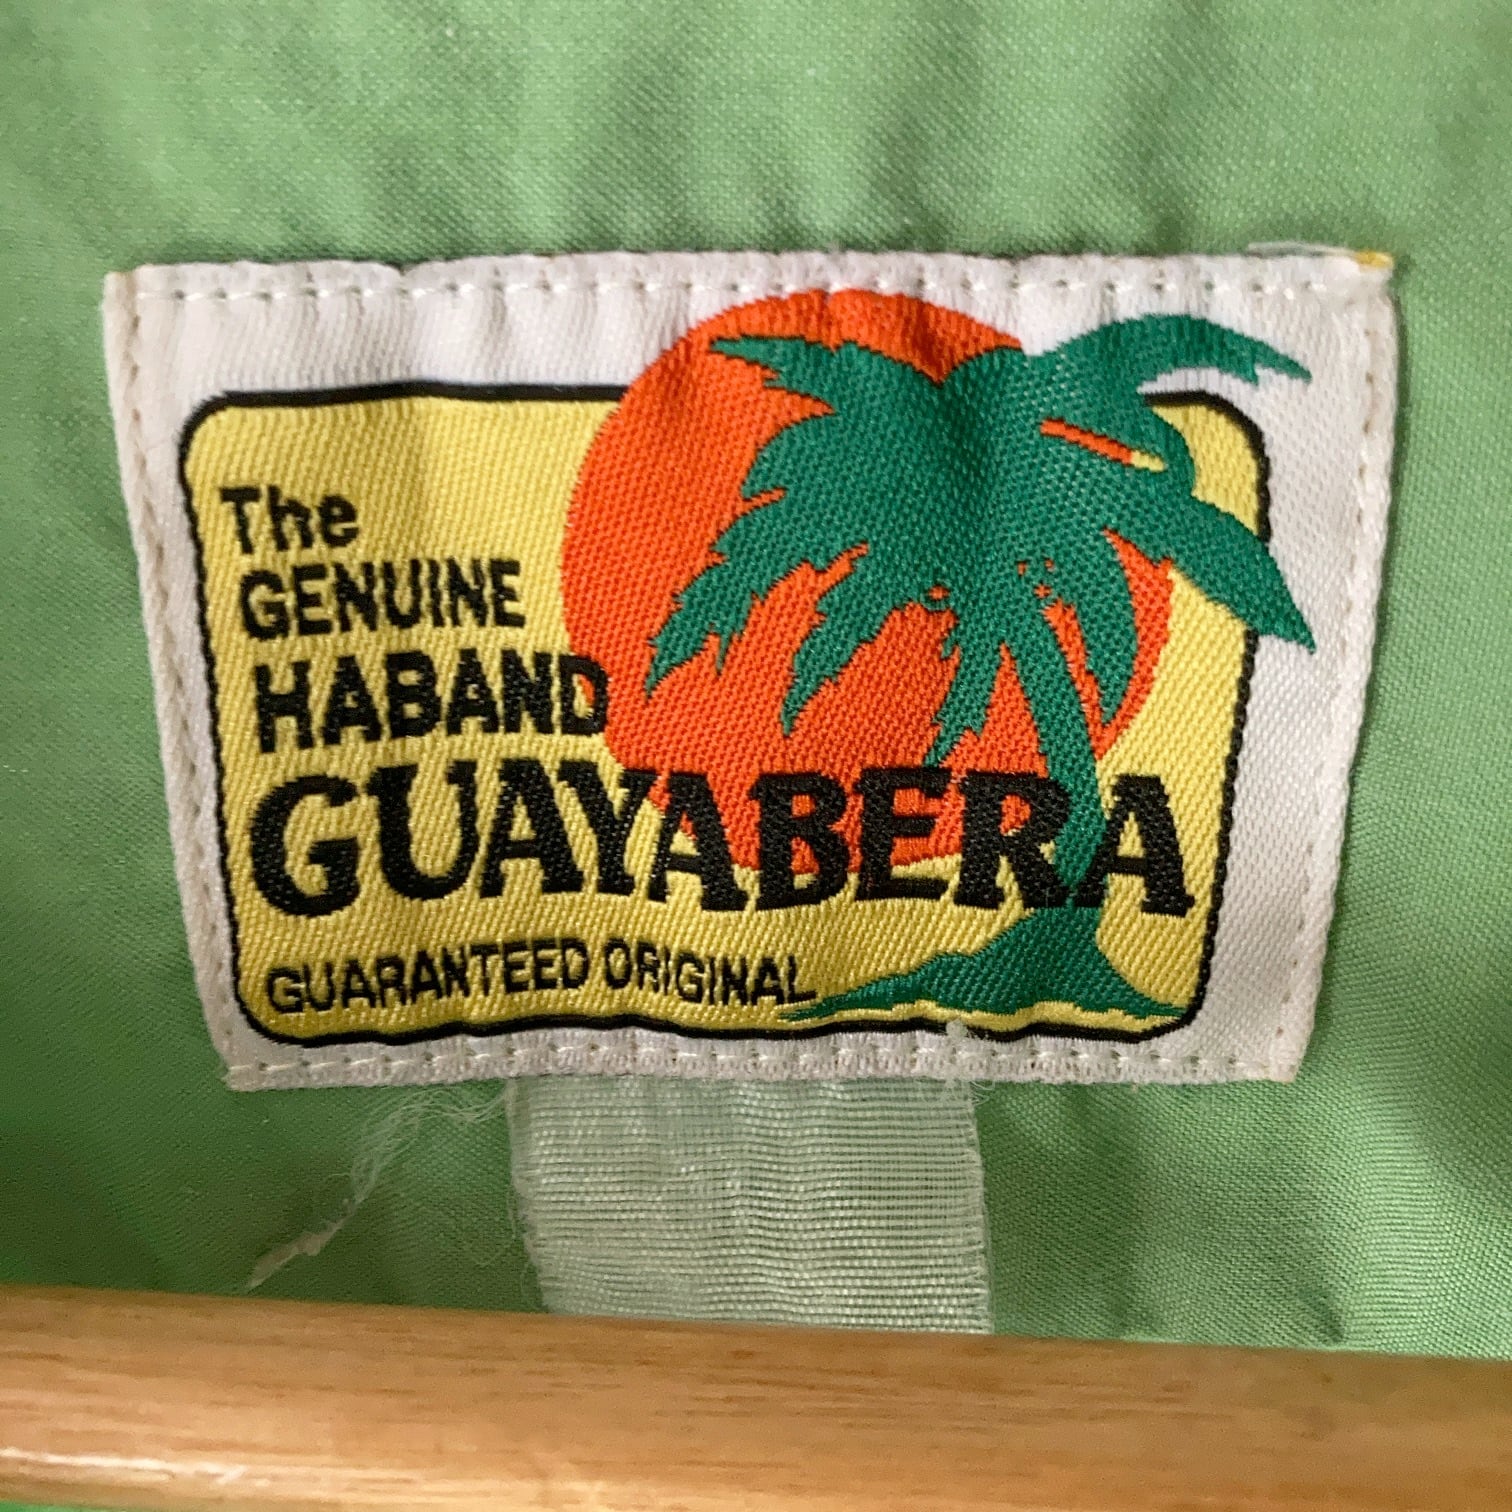 The
GENUINE
HABAND
GUAYABERA
GUARANTEED ORIGINAL